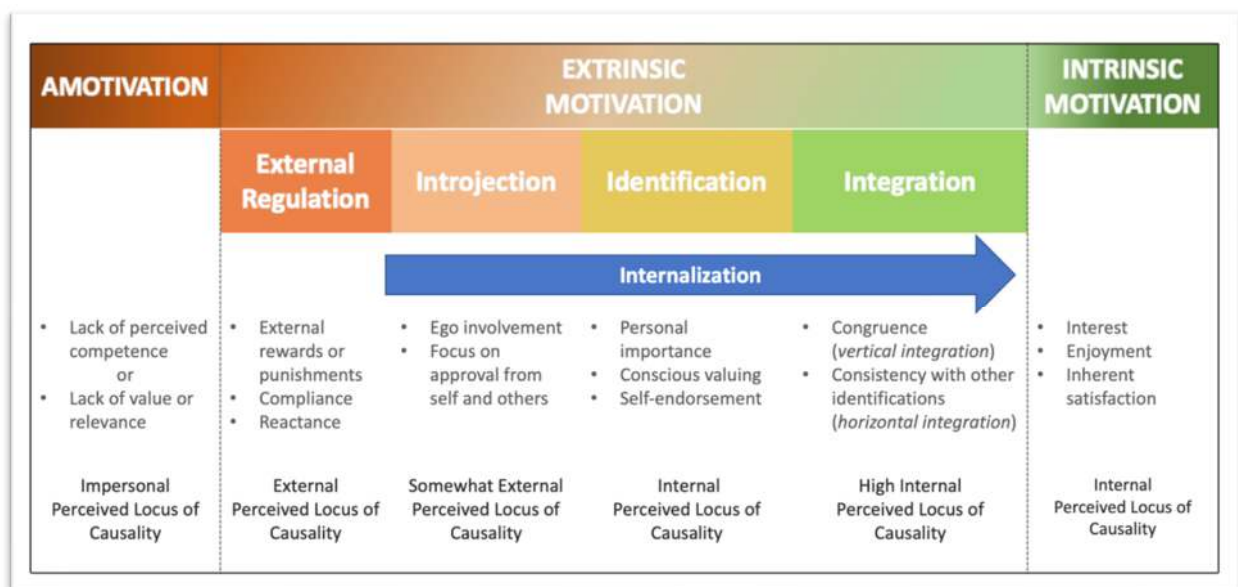 AMOTIVATION
EXTRINSIC
MOTIVATION
INTRINSIC
MOTIVATION
External
Regulation
Introjection
Identification
Integration
Internalization
• Lack of perceived
competence
or
• Lack of value or
relevance
• External
rewards or
punishments
• Compliance
• Reactance
• Ego involvement
• Focus on
approval from
self and others
• Personal
importance
• Conscious valuing
• Self-endorsement
• Congruence
(vertical integration)
• Consistency with other
identifications
(horizontal integration)
• Interest
• Enjoyment
• Inherent
satisfaction
Impersonal
Perceived Locus of
Causality
External
Perceived Locus of
Causality
Somewhat External
Perceived Locus of
Causality
Internal
Perceived Locus of
Causality
High Internal
Perceived Locus of
Causality
Internal
Perceived Locus of
Causality